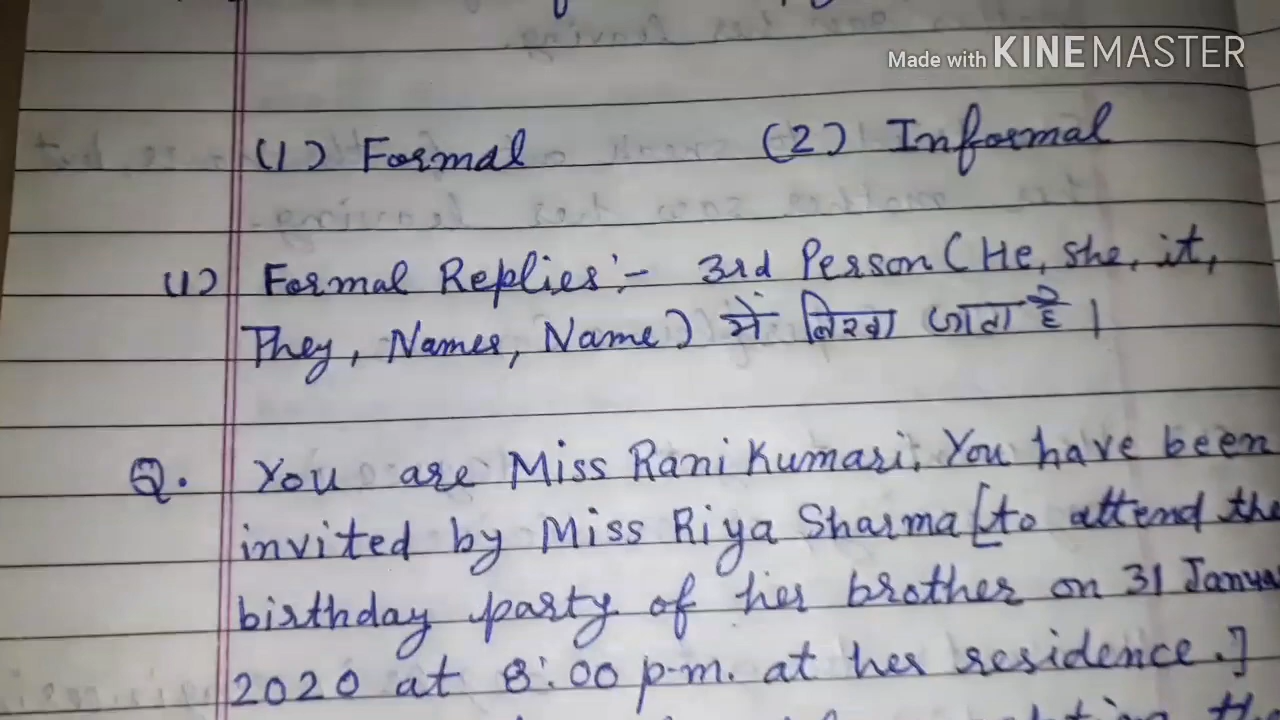 Made with KINEMASTER
(1) Formal (2) Informal
(1) Formal Replies:- 3rd Person (He, she, it,
They, Names, Name) में लिखा जाता है।
Q. You are Miss Rani Kumari. You have been
invited by Miss Riya Sharma [to attend the
birthday party of her brother on 31 Janua
2020 at 8:00 p.m. at her residence.]